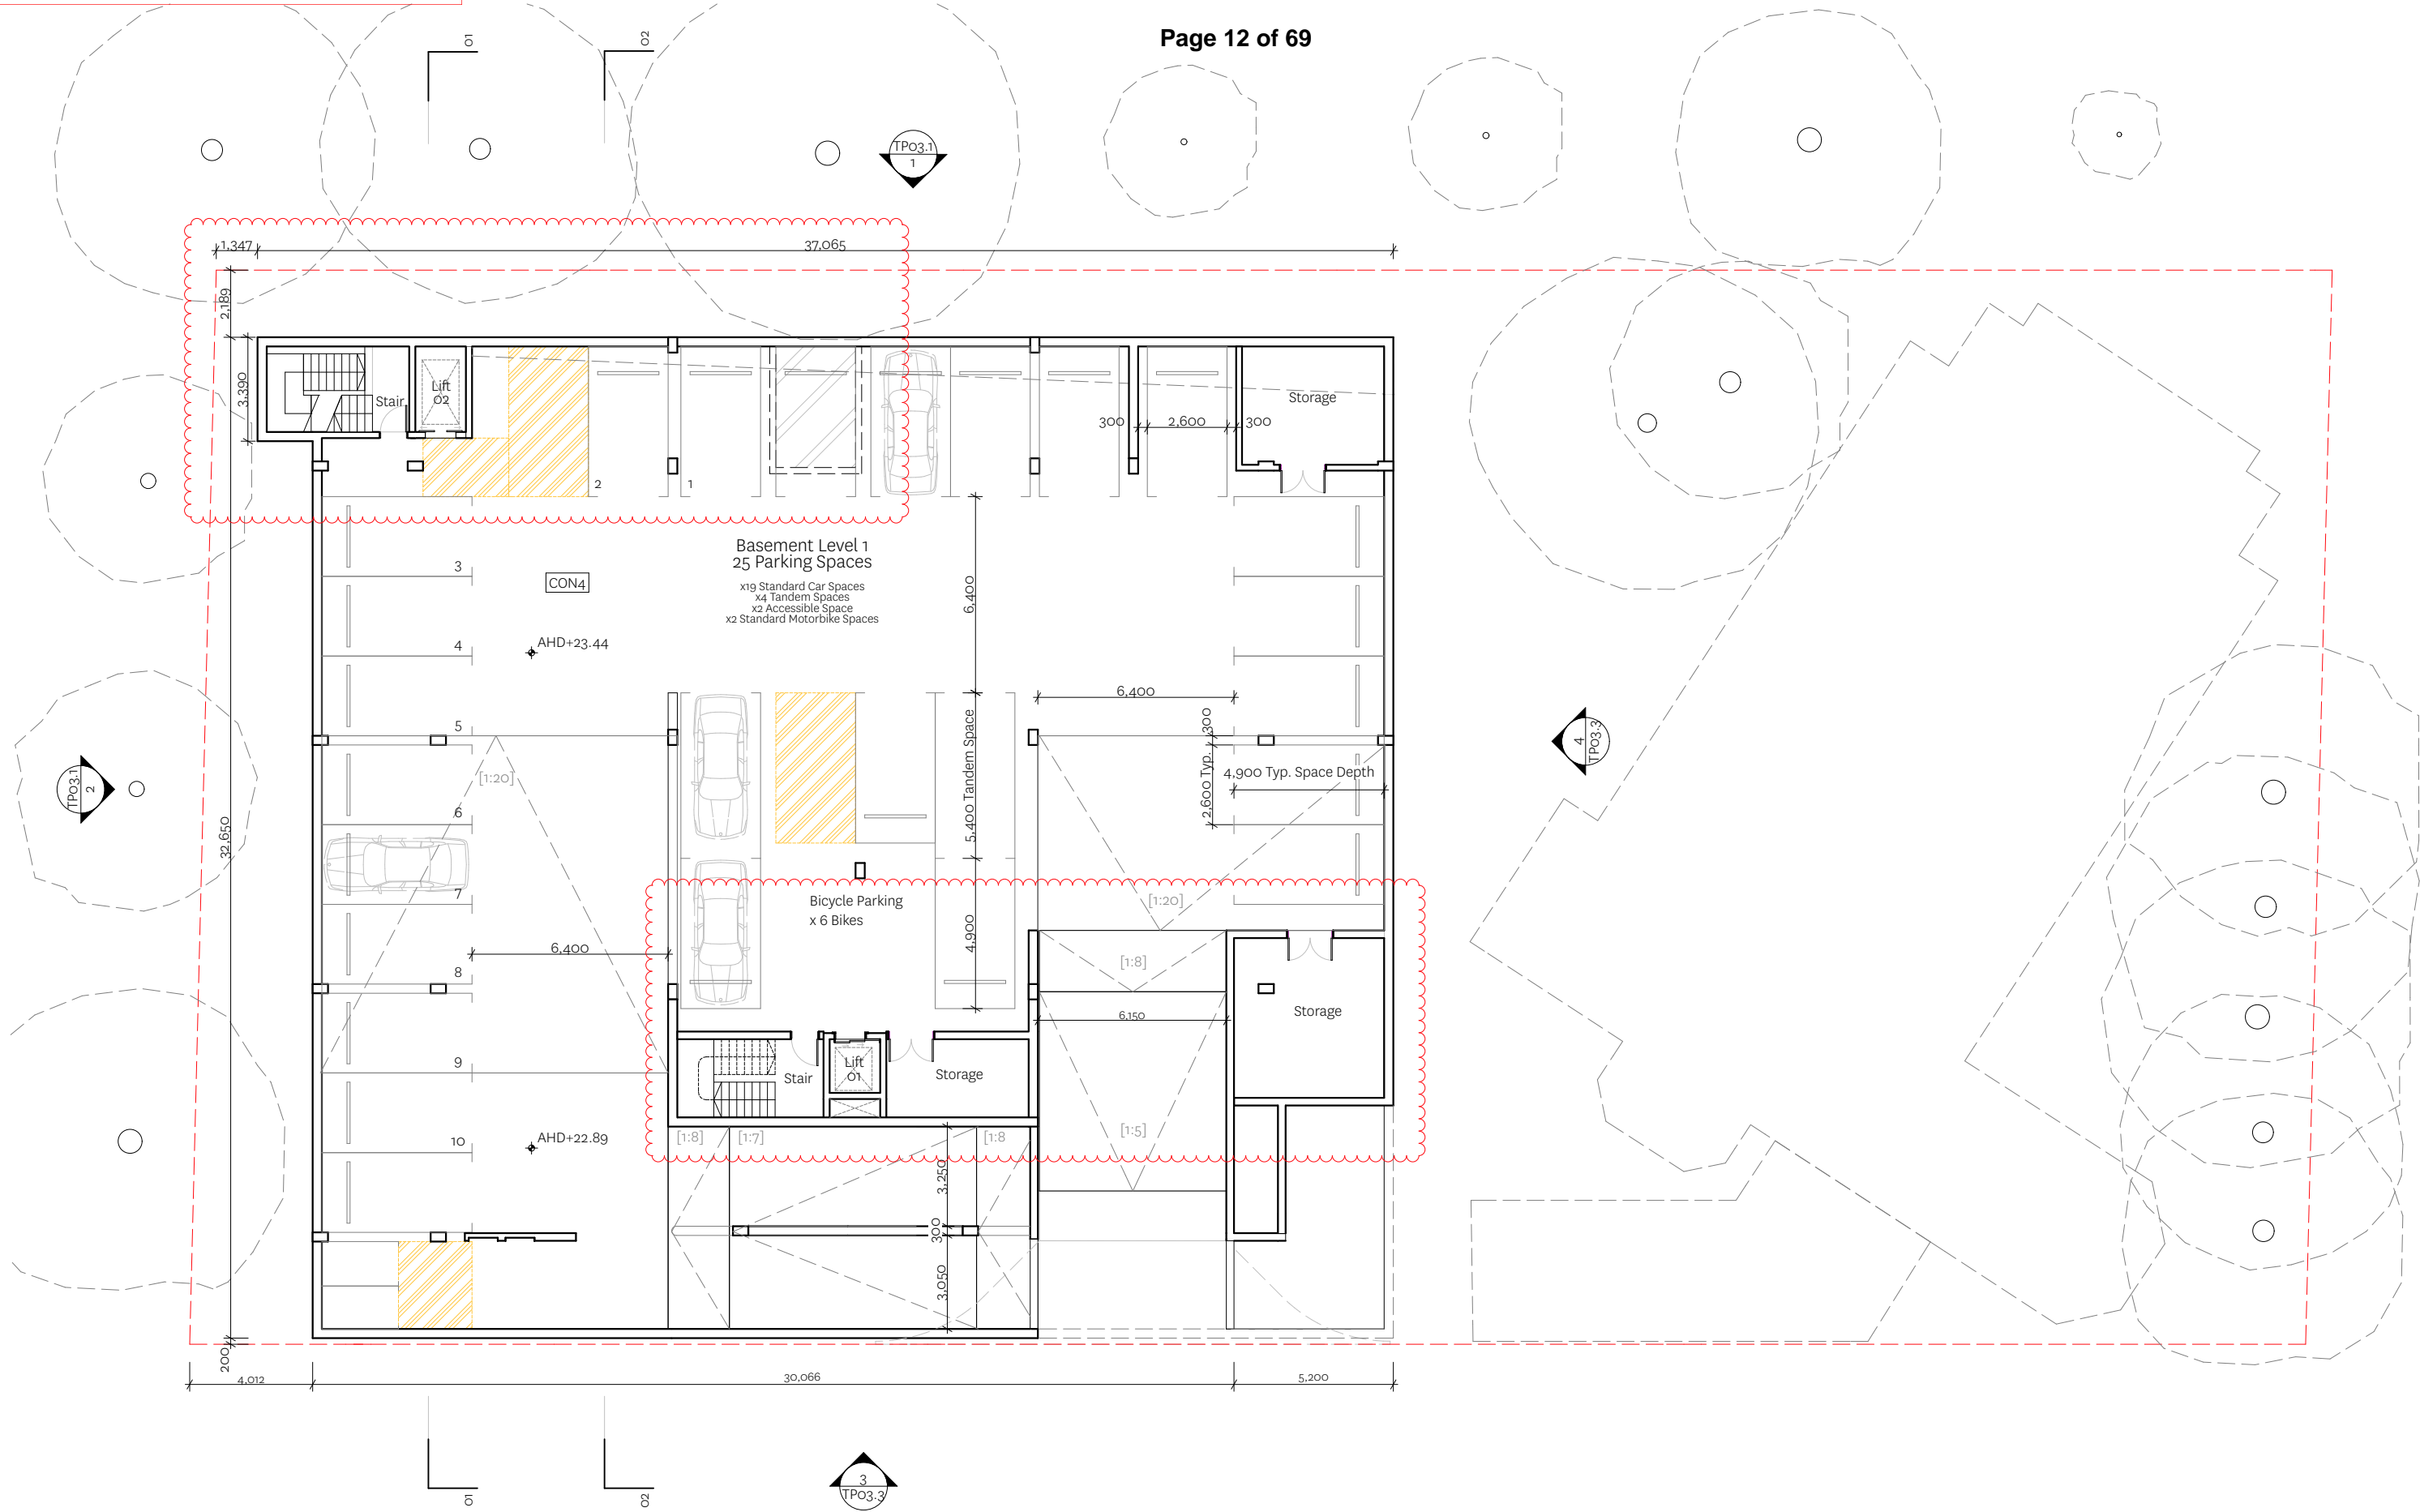 Page 12 of 69
01
02
TP03.1
1
1,347
37,065
2,189
3,390
Stair
Lift
02
Storage
300
2,600
300
2
1
Basement Level 1
25 Parking Spaces
x19 Standard Car Spaces
x4 Tandem Spaces
x2 Accessible Space
x2 Standard Motorbike Spaces
3
CON4
6,400
4
AHD+23.44
6,400
5
300
[1:20]
5,400 Tandem Space
2,600 Typ.
4,900 Typ. Space Depth
4
TP03.3
TP03.1
2
32,650
6
7
Bicycle Parking
x 6 Bikes
[1:20]
4,900
6,400
8
[1:8]
6,150
Storage
9
Stair
Lift
01
Storage
10
AHD+22.89
[1:8]
[1:7]
[1:8
[1:5]
3,250
300
3,050
200
4,012
30,066
5,200
01
02
3
TP03.3